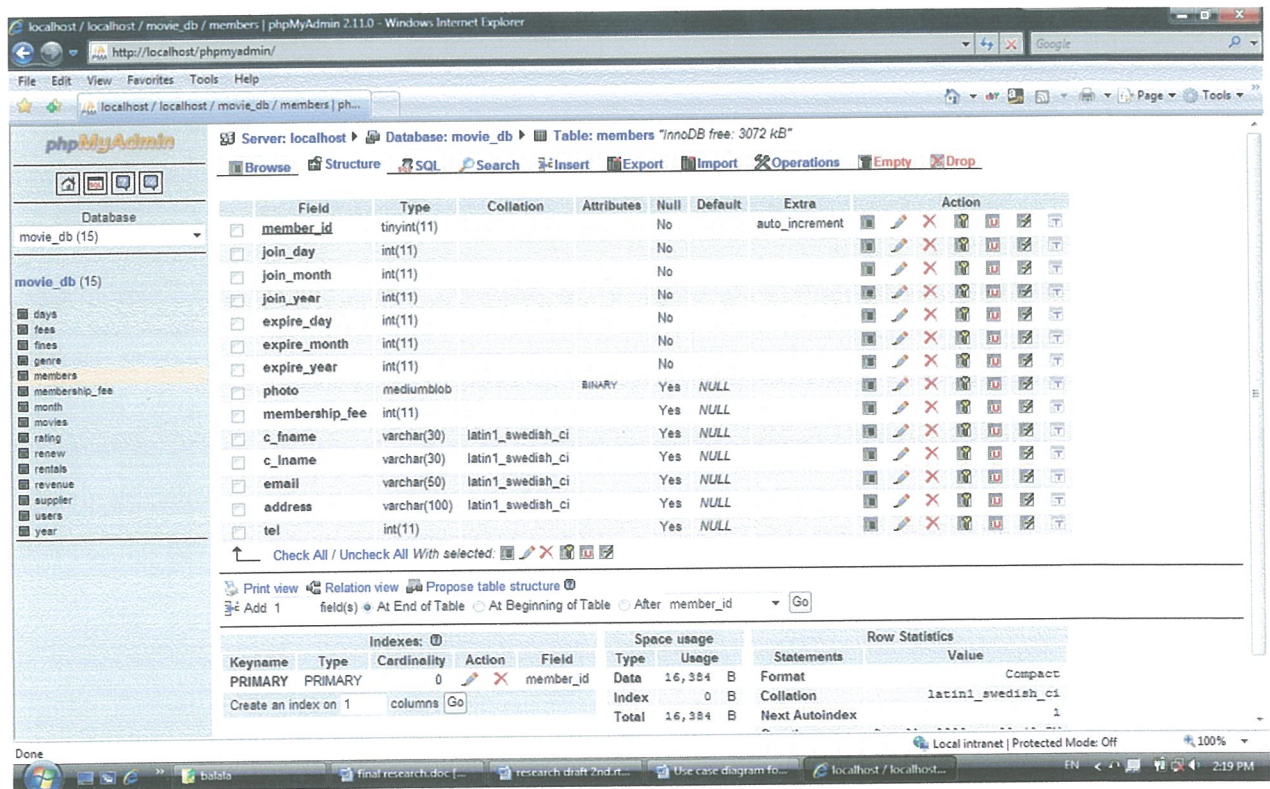 localhost / localhost / movie_db / members | phpMyAdmin 2.11.0 - Windows Internet Explorer
http://localhost/phpmyadmin/
Google
File Edit View Favorites Tools Help
localhost / localhost / movie_db / members | ph...
Page Tools
phpMyAdmin
Server: localhost Database: movie_db Table: members "InnoDB free: 3072 kB"
Browse Structure SQL Search Insert Export Import Operations Empty Drop
Database
movie_db (15)
movie_db (15)
days
fees
fines
genre
members
membership_fee
month
movies
rating
renew
rentals
revenue
supplier
users
year
Field Type Collation Attributes Null Default Extra Action
member_id tinyint(11) No auto_increment
join_day int(11) No
join_month int(11) No
join_year int(11) No
expire_day int(11) No
expire_month int(11) No
expire_year int(11) No
photo mediumblob BINARY Yes NULL
membership_fee int(11) Yes NULL
c_fname varchar(30) latin1_swedish_ci Yes NULL
c_lname varchar(30) latin1_swedish_ci Yes NULL
email varchar(50) latin1_swedish_ci Yes NULL
address varchar(100) latin1_swedish_ci Yes NULL
tel int(11) Yes NULL
Check All / Uncheck All With selected:
Print view Relation view Propose table structure
Add 1 field(s) At End of Table At Beginning of Table After member_id Go
Indexes:
Keyname Type Cardinality Action Field
PRIMARY PRIMARY 0 member_id
Create an index on 1 columns Go
Space usage
Type Usage
Data 16,384 B
Index 0 B
Total 16,384 B
Row Statistics
Statements Value
Format Compact
Collation latin1_swedish_ci
Next Autoindex 1
Done
Local intranet | Protected Mode: Off 100%
balala final research.doc [... research draft 2nd.rt... Use case diagram fo... localhost / localhost... EN 2:19 PM